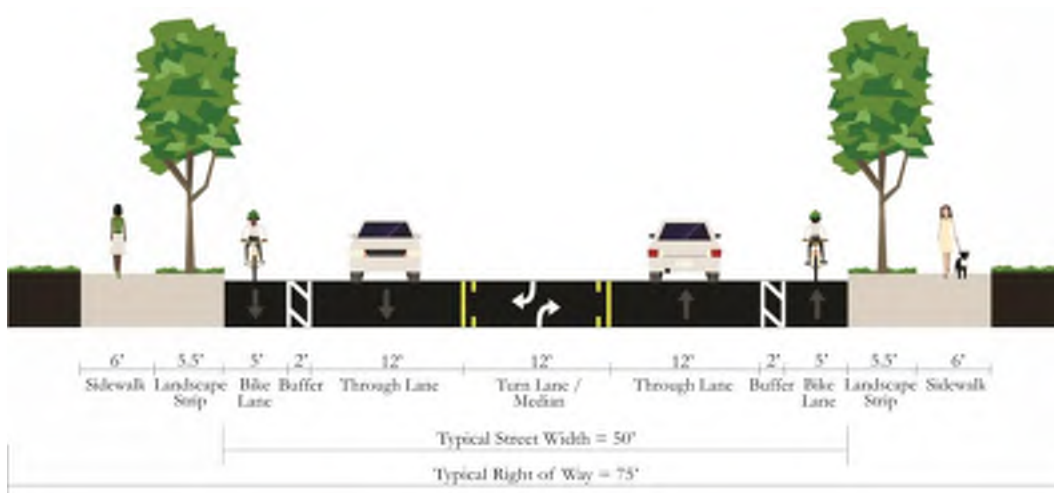 6' 5.5' 5' 2' 12' 12' 12' 2' 5' 5.5' 6'
Sidewalk Landscape Bike Buffer Through Lane Turn Lane / Through Lane Buffer Bike Landscape Sidewalk
Strip Lane Median Lane Strip
Typical Street Width = 50'
Typical Right of Way = 75'